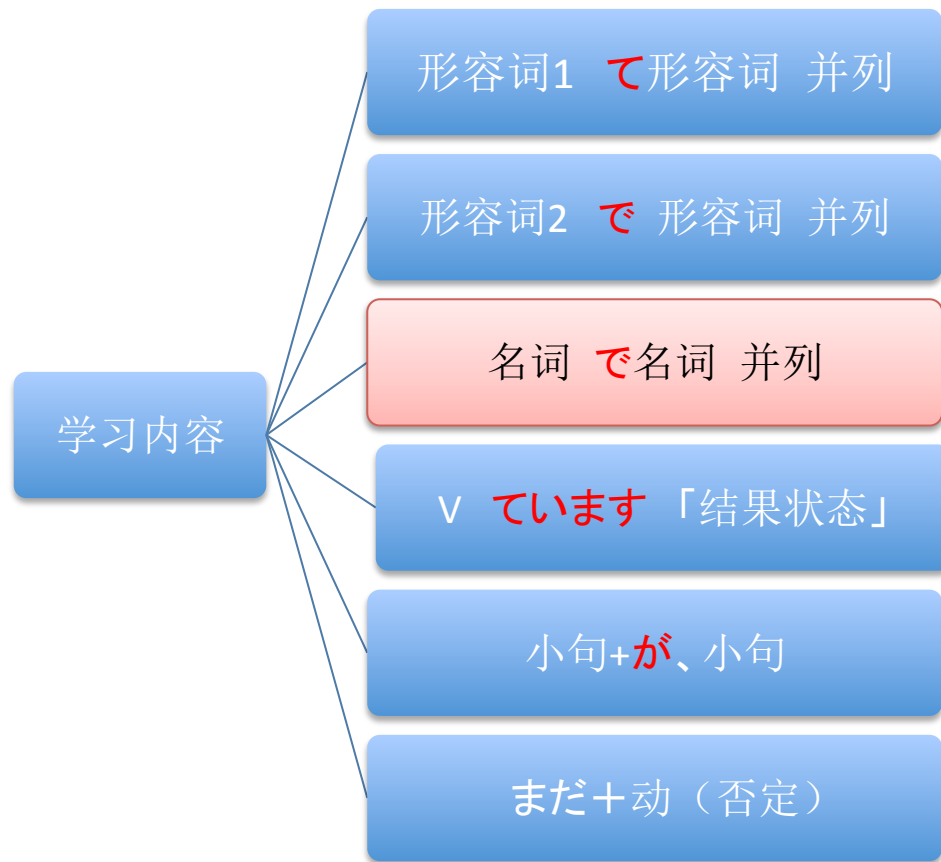 形容词1 て形容词 并列
形容词2 で 形容词 并列
名词 で名词 并列
学习内容
V ています「结果状态」
小句+が、小句
まだ＋动（否定）